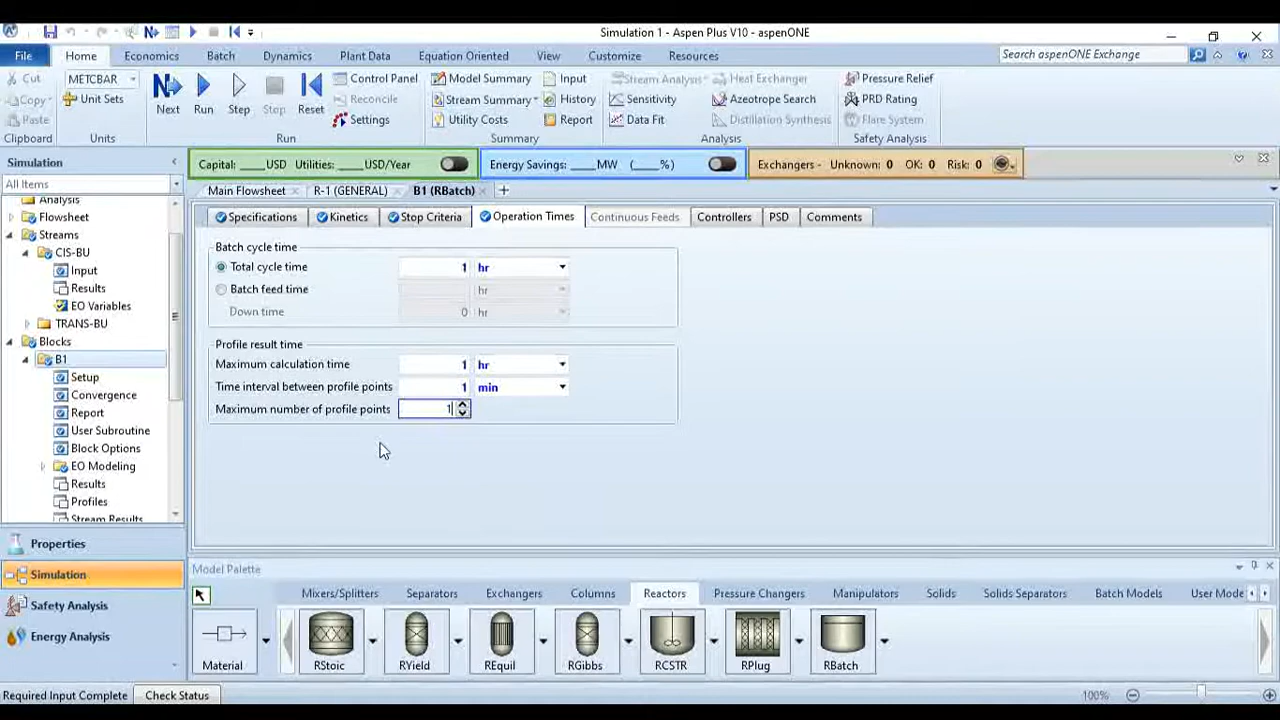 Simulation 1 - Aspen Plus V10 - aspenONE
File Home Economics Batch Dynamics Plant Data Equation Oriented View Customize Resources Search aspenONE Exchange
Cut METCBAR Control Panel Model Summary Input Stream Analysis Heat Exchanger Pressure Relief
Copy Unit Sets Next Run Step Stop Reset Reconcile Stream Summary History Sensitivity Azeotrope Search PRD Rating
Paste Settings Utility Costs Report Data Fit Distillation Synthesis Flare System
Clipboard Units Run Summary Analysis Safety Analysis
Simulation Capital: ____USD Utilities: ____USD/Year Energy Savings: ____MW (____%) Exchangers - Unknown: 0 OK: 0 Risk: 0
All Items Main Flowsheet R-1 (GENERAL) B1 (RBatch)
Analysis
Flowsheet Specifications Kinetics Stop Criteria Operation Times Continuous Feeds Controllers PSD Comments
Streams
CIS-BU Batch cycle time
Input Total cycle time 1 hr
Results Batch feed time hr
EO Variables Down time 0 hr
TRANS-BU
Blocks Profile result time
B1 Maximum calculation time 1 hr
Setup Time interval between profile points 1 min
Convergence Maximum number of profile points 1
Report
User Subroutine
Block Options
EO Modeling
Results
Profiles
Stream Results
Properties
Simulation Model Palette
Safety Analysis Mixers/Splitters Separators Exchangers Columns Reactors Pressure Changers Manipulators Solids Solids Separators Batch Models User Mode
Energy Analysis
Material RStoic RYield REquil RGibbs RCSTR RPlug RBatch
Required Input Complete Check Status 100%